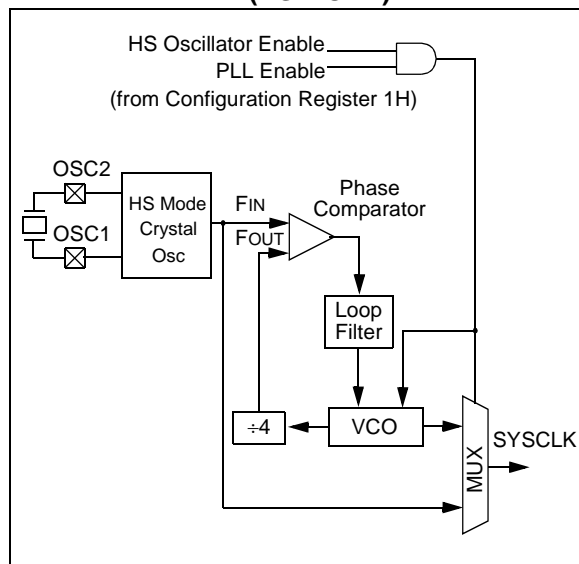 HS Oscillator Enable
PLL Enable
(from Configuration Register 1H)
OSC2
OSC1
HS Mode
Crystal
Osc
FIN
FOUT
Phase
Comparator
Loop
Filter
÷4
VCO
MUX
SYSCLK